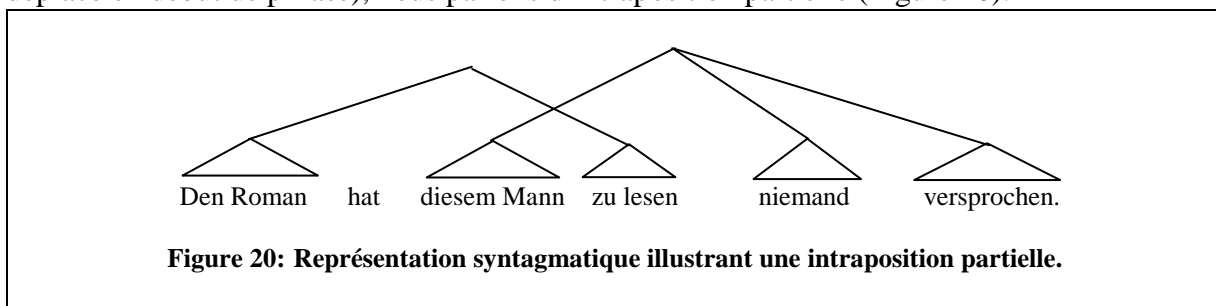 Den Roman hat diesem Mann zu lesen niemand versprochen.
Figure 20: Représentation syntagmatique illustrant une intraposition partielle.